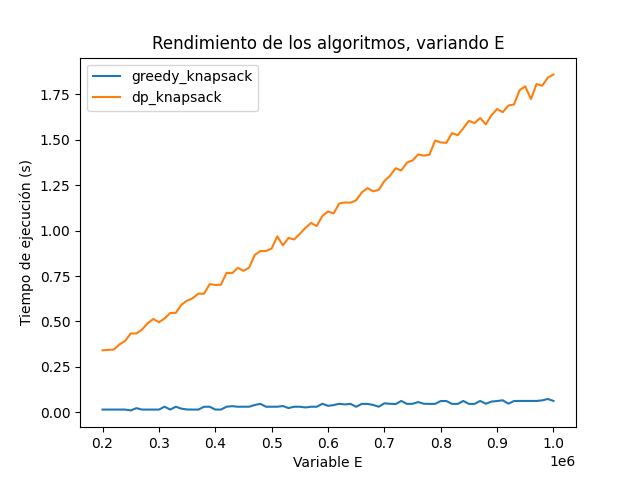 Rendimiento de los algoritmos, variando E
greedy_knapsack
dp_knapsack
Tiempo de ejecución (s)
1.75
1.50
1.25
1.00
0.75
0.50
0.25
0.00
0.2 0.3 0.4 0.5 0.6 0.7 0.8 0.9 1.0
1e6
Variable E